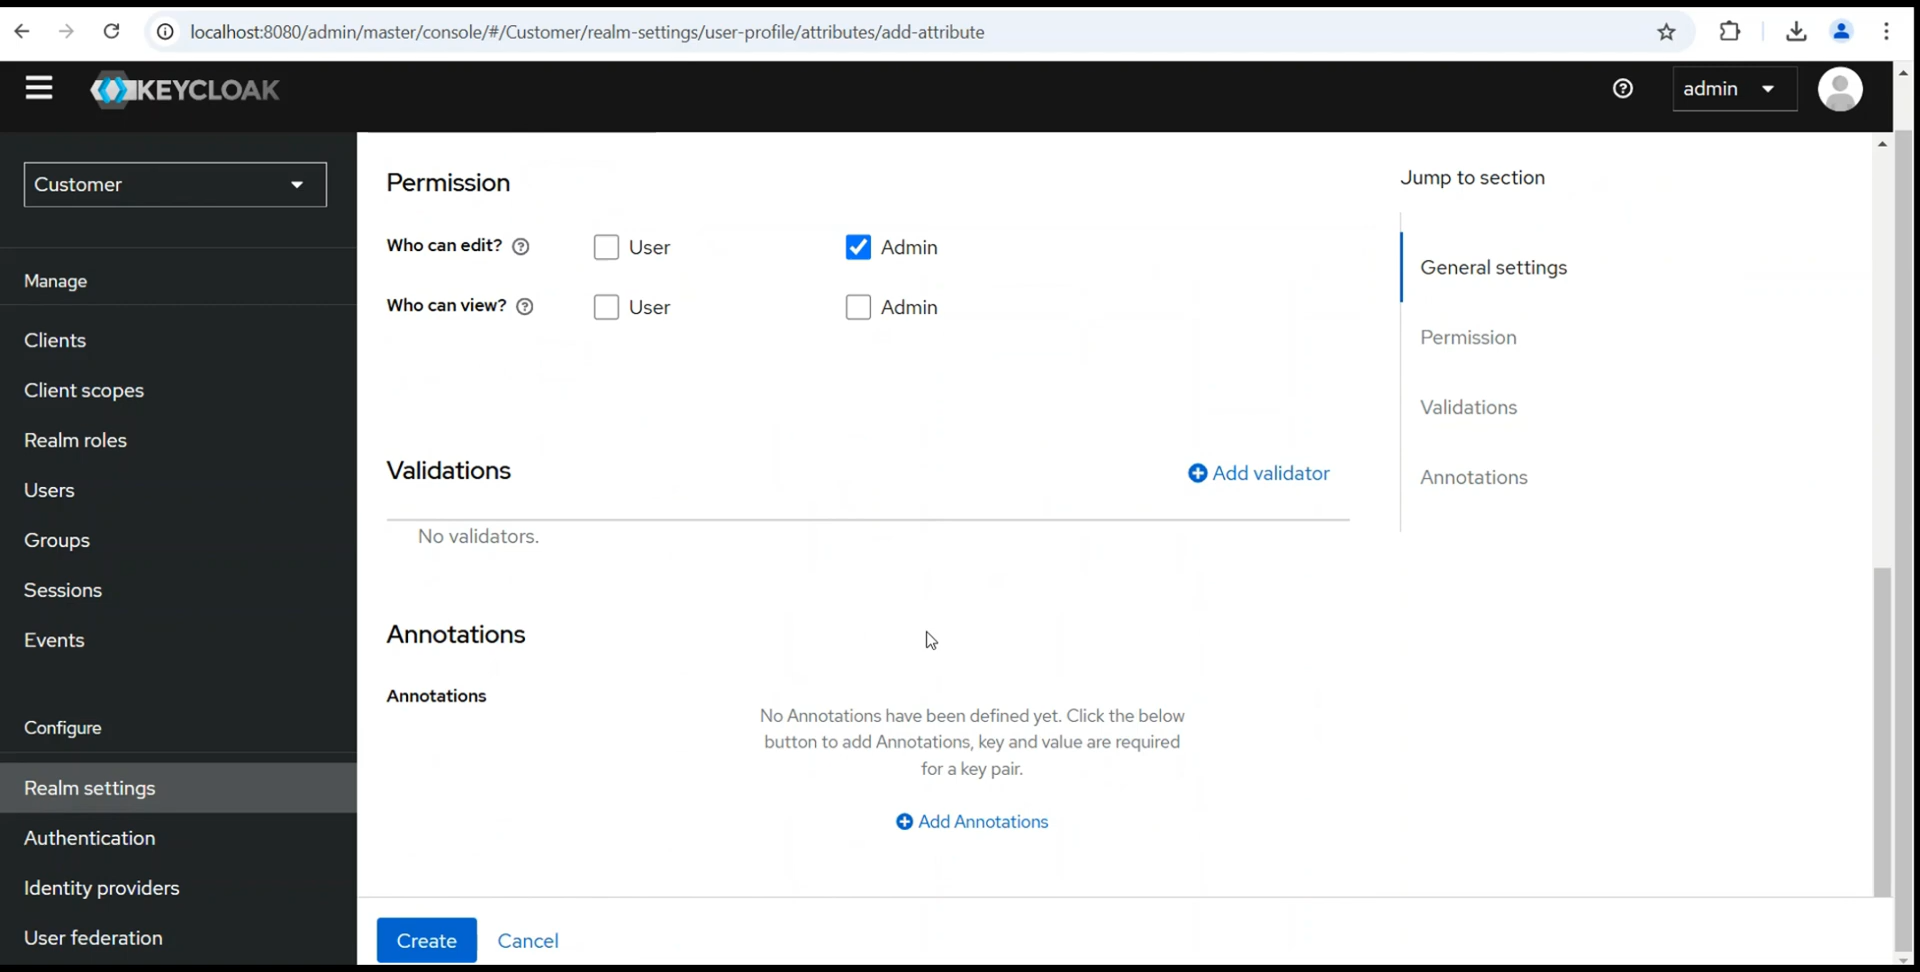 localhost:8080/admin/master/console/#/Customer/realm-settings/user-profile/attributes/add-attribute
KEYCLOAK
admin
Customer
Manage
Clients
Client scopes
Realm roles
Users
Groups
Sessions
Events
Configure
Realm settings
Authentication
Identity providers
User federation
Permission
Who can edit?
User
Admin
Who can view?
User
Admin
Validations
Add validator
No validators.
Annotations
Annotations
No Annotations have been defined yet. Click the below
button to add Annotations, key and value are required
for a key pair.
Add Annotations
Create
Cancel
Jump to section
General settings
Permission
Validations
Annotations